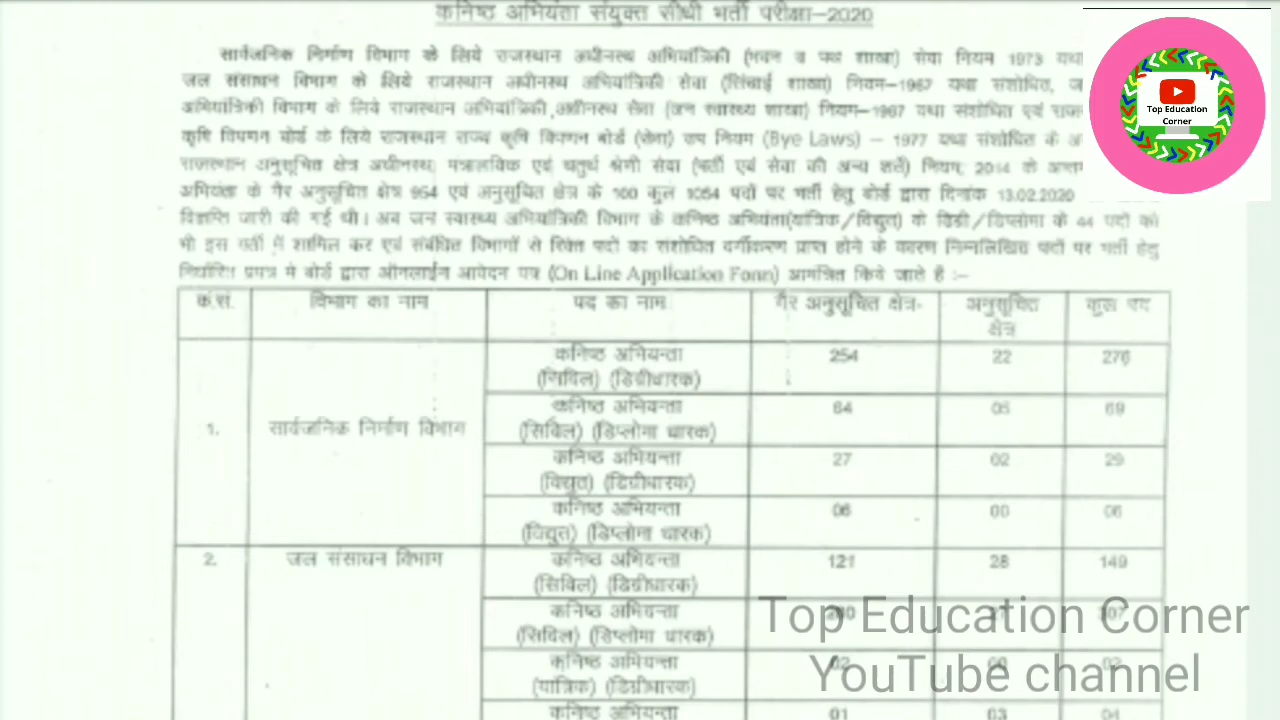 कनिष्ठ अभियंता संयुक्त सीधी भर्ती परीक्षा–2020
सार्वजनिक निर्माण विभाग के लिये राजस्थान अधीनस्थ अभियांत्रिकी (भवन व पथ शाखा) सेवा नियम 1973 यथा
जल संसाधन विभाग के लिये राजस्थान अधीनस्थ अभियांत्रिकी सेवा (सिंचाई शाखा) नियम–1967 यथा संशोधित,
अभियांत्रिकी विभाग के लिये राजस्थान अभियांत्रिकी अधीनस्थ सेवा (जन स्वास्थ्य शाखा) नियम–1967 यथा संशोधित एवं
कृषि विपणन बोर्ड के लिये राजस्थान राज्य कृषि विपणन बोर्ड (सेवा) उप नियम (Bye Laws) – 1977 यथा संशोधित के
राजस्थान अनुसूचित क्षेत्र अधीनस्थ, मंत्रालयिक एवं चतुर्थ श्रेणी सेवा (भर्ती एवं सेवा की अन्य शर्तें) नियम, 2014 के
अभियंता के गैर अनुसूचित क्षेत्र 954 एवं अनुसूचित क्षेत्र के 100 कुल 1054 पदों पर भर्ती हेतु बोर्ड द्वारा दिनांक 13.02.2020
विज्ञप्ति जारी की गई थी। अब जन स्वास्थ्य अभियांत्रिकी विभाग के कनिष्ठ अभियंता(यांत्रिक/विद्युत) के डिग्री/डिप्लोमा के 44 पदों को
भी इस भर्ती में शामिल कर एवं संबंधित विभागों से रिक्त पदों का संशोधित वर्गीकरण प्राप्त होने के कारण निम्नलिखित पदों पर भर्ती हेतु
निर्धारित प्रपत्र मे बोर्ड द्वारा ऑनलाईन आवेदन पत्र (On Line Application Form) आमंत्रित किये जाते है :–
क्र.सं. विभाग का नाम पद का नाम गैर अनुसूचित क्षेत्र अनुसूचित क्षेत्र कुल पद
1. सार्वजनिक निर्माण विभाग
कनिष्ठ अभियन्ता 254 22 276
(सिविल) (डिग्रीधारक)
कनिष्ठ अभियन्ता 64 05 69
(सिविल) (डिप्लोमा धारक)
कनिष्ठ अभियन्ता 27 02 29
(विद्युत) (डिग्रीधारक)
कनिष्ठ अभियन्ता 06 00 06
(विद्युत) (डिप्लोमा धारक)
2. जल संसाधन विभाग कनिष्ठ अभियन्ता 121 28 149
(सिविल) (डिग्रीधारक)
कनिष्ठ अभियन्ता
(सिविल) (डिप्लोमा धारक)
कनिष्ठ अभियन्ता 02 00 02
(यांत्रिक) (डिग्रीधारक)
कनिष्ठ अभियन्ता 01 03 04
Top Education
Corner
Top Education Corner
YouTube channel